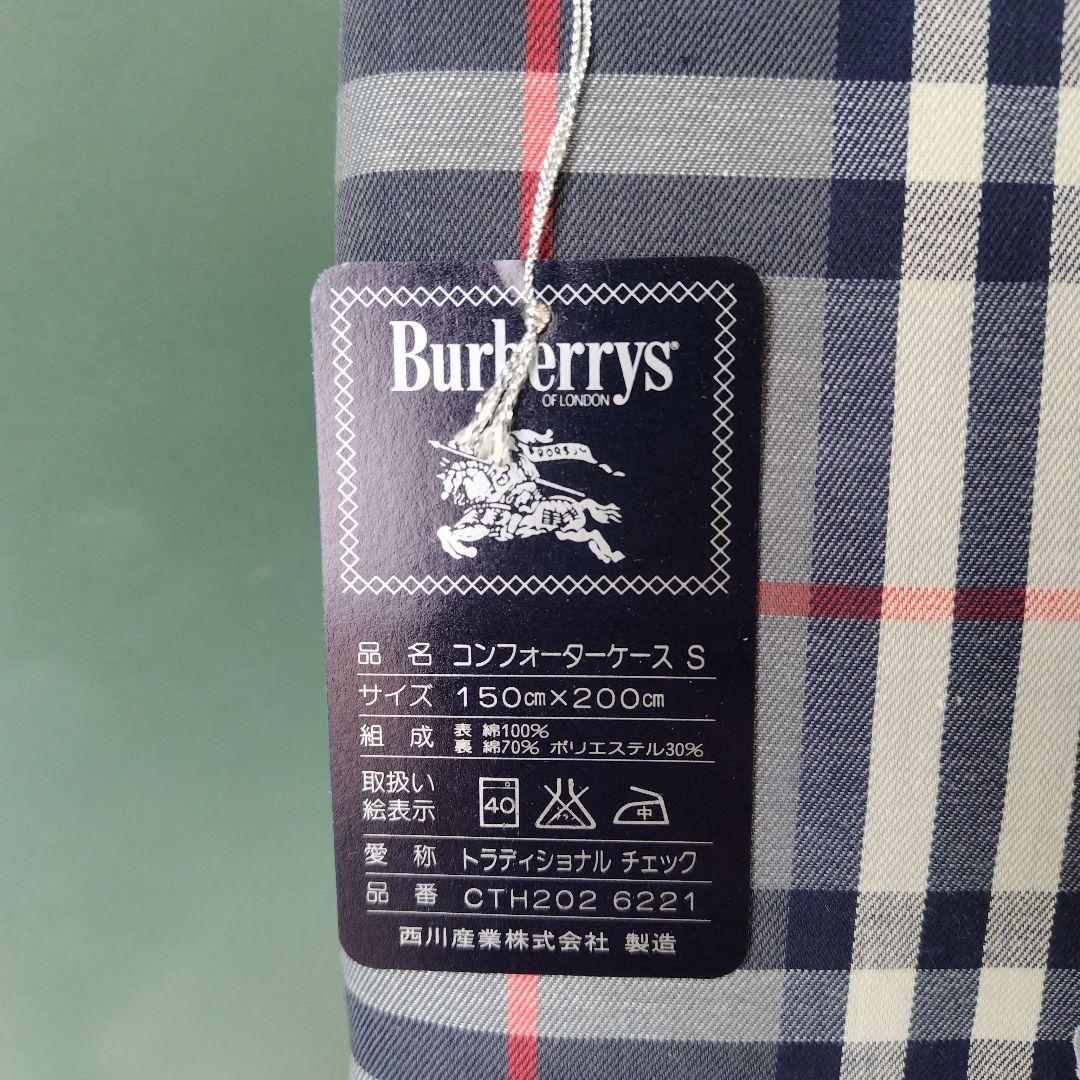 Burberrys
OF LONDON
品名 コンフォーターケース S
サイズ 150㎝×200㎝
組成 表 綿100%
裏 綿70% ポリエステル30%
取扱い
絵表示
40
中
愛称 トラディショナル チェック
品番 CTH202 6221
西川産業株式会社 製造